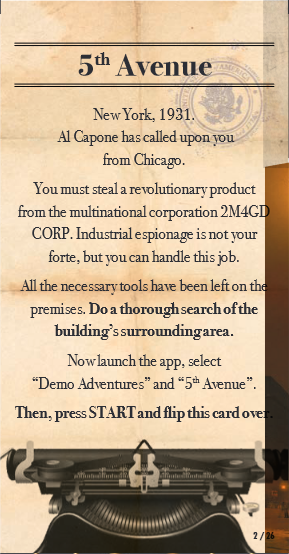 5th Avenue
New York, 1931.
Al Capone has called upon you
from Chicago.
You must steal a revolutionary product
from the multinational corporation 2M4GD
CORP. Industrial espionage is not your
forte, but you can handle this job.
All the necessary tools have been left on the
premises. Do a thorough search of the
building's surrounding area.
Now launch the app, select
“Demo Adventures” and “5th Avenue”.
Then, press START and flip this card over.
2 / 26